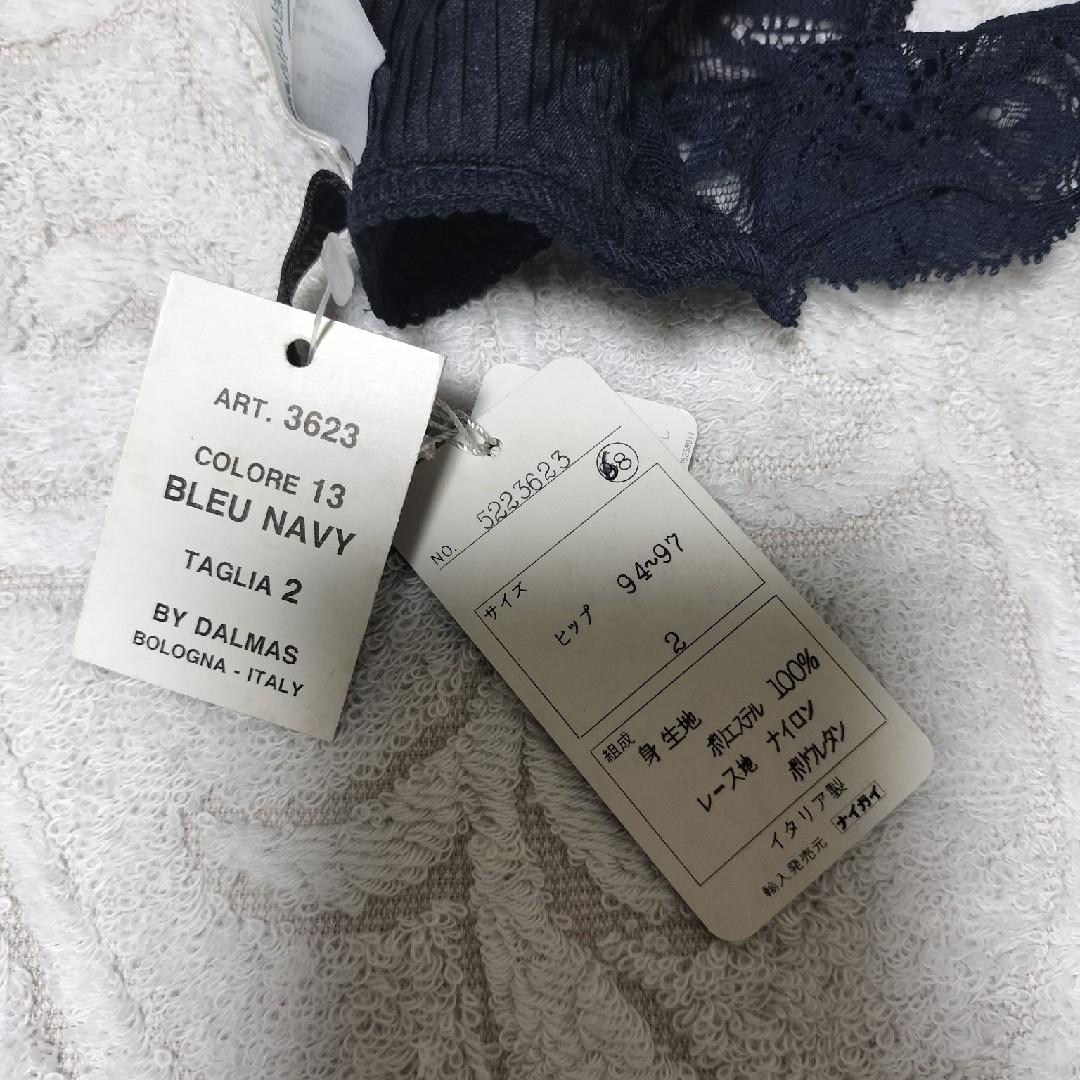 ART. 3623
COLORE 13
BLEU NAVY
TAGLIA 2
BY DALMAS
BOLOGNA - ITALY
NO. 5223623
サイズ
ヒップ 94~97
2
組成
身生地 ポリエステル 100%
レース地 ナイロン
ポリウレタン
イタリア製
輸入発売元 ナイガイ